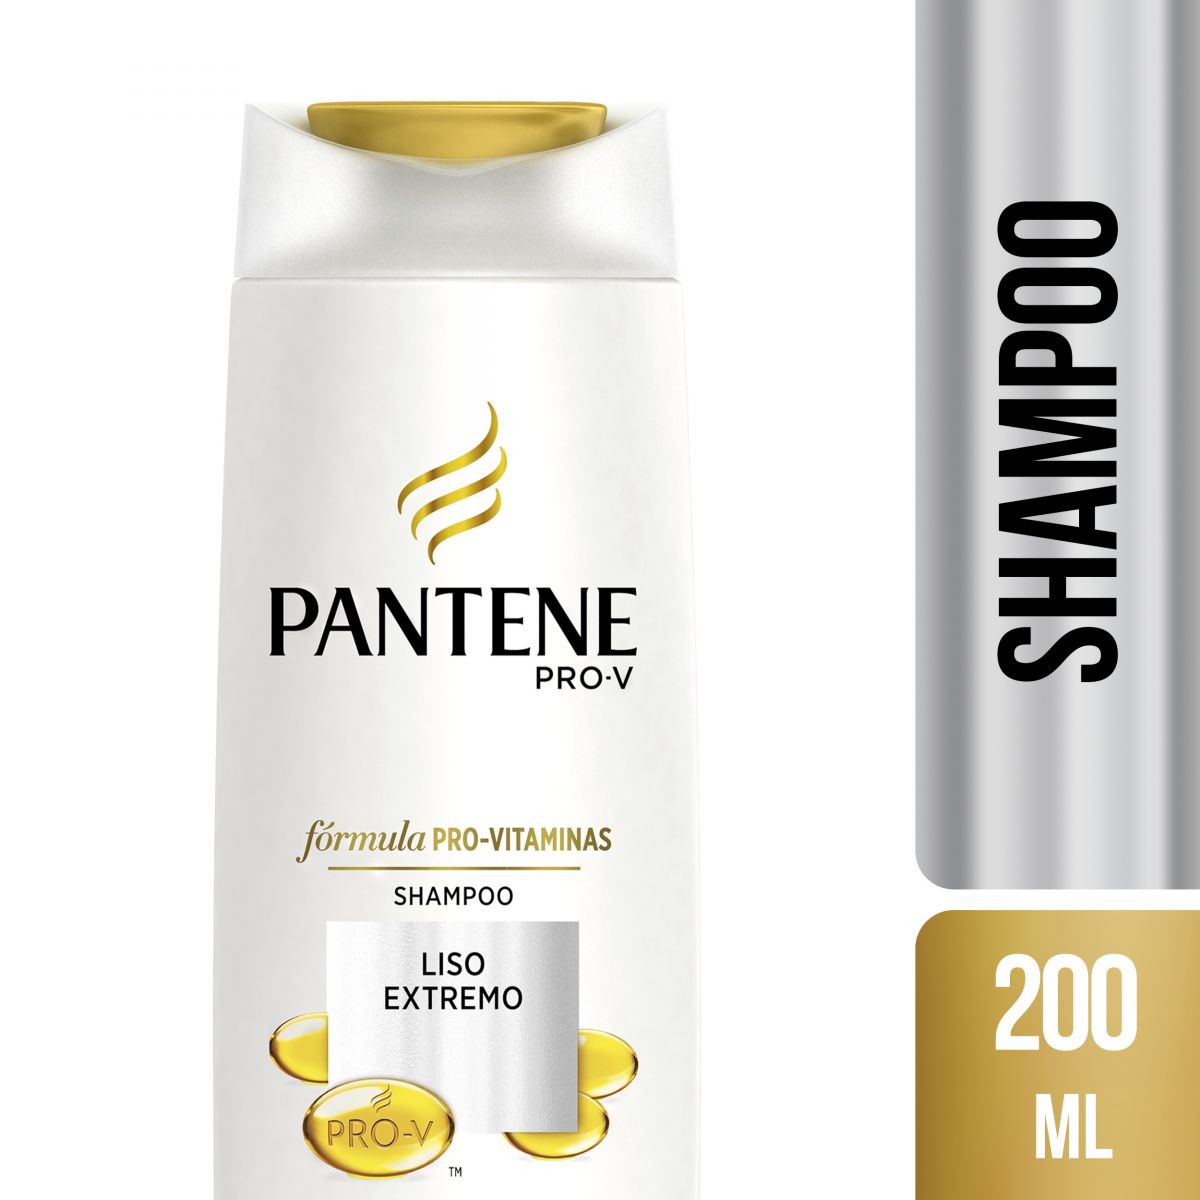 PANTENE
PRO-V
fórmula PRO-VITAMINAS
SHAMPOO
LISO
EXTREMO
PRO-V
TM
SHAMPOO
200
ML